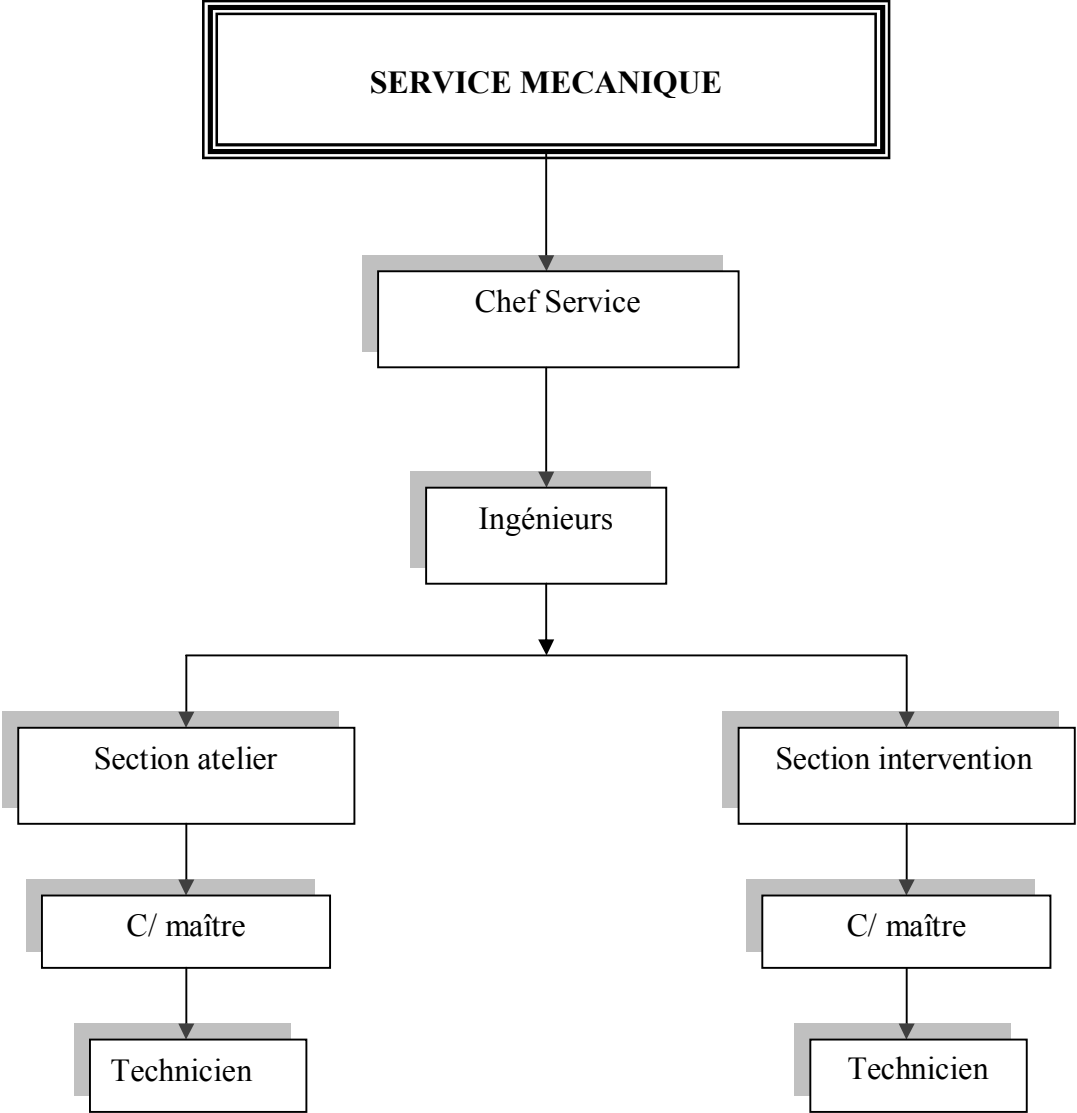 SERVICE MECANIQUE
Chef Service
Ingénieurs
Section atelier
Section intervention
C/ maître
C/ maître
Technicien
Technicien